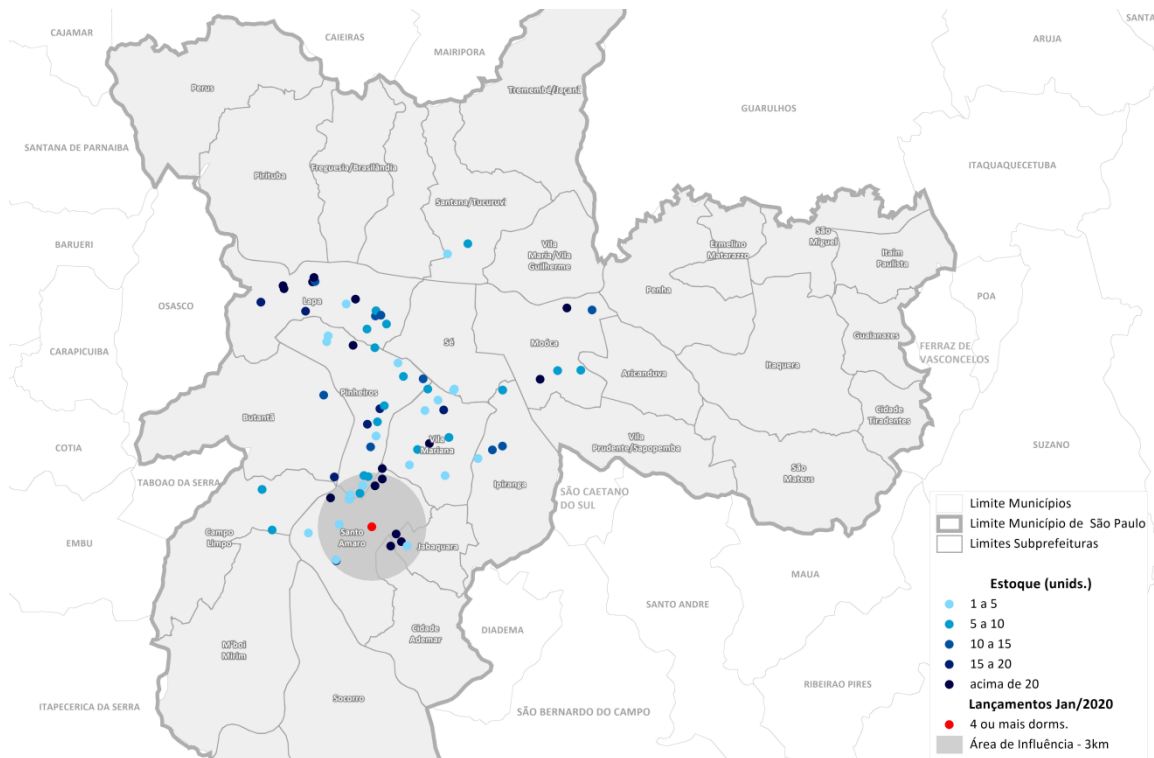 CAJAMAR
CAIEIRAS
MAIRIPORA
SANTA
ARUJA
Perus
Tremembé/Jaçanã
GUARULHOS
SANTANA DE PARNAIBA
Pirituba
Freguesia/Brasilândia
ITAQUAQUECETUBA
Santana/Tucuruvi
BARUERI
Vila
Maria/Vila
Guilherme
Ermelino
Matarazzo
São
Miguel
Itaim
Paulista
OSASCO
Lapa
Penha
POA
CARAPICUIBA
Sé
Moóca
Guaianazes
FERRAZ DE
VASCONCELOS
Itaquera
Aricanduva
Pinheiros
Butantã
Cidade
Tiradentes
COTIA
Vila
Mariana
Vila
Prudente/Sapopemba
SUZANO
TABOAO DA SERRA
Ipiranga
São
Mateus
SÃO CAETANO
DO SUL
Limite Municípios
Limite Município de São Paulo
Limites Subprefeituras
EMBU
Campo
Limpo
Santo
Amaro
Jabaquara
MAUA
Estoque (unids.)
1 a 5
5 a 10
10 a 15
15 a 20
acima de 20
Lançamentos Jan/2020
4 ou mais dorms.
Área de Influência - 3km
SANTO ANDRE
Cidade
Ademar
DIADEMA
M'boi
Mirim
RIBEIRAO PIRES
Socorro
ITAPECERICA DA SERRA
SÃO BERNARDO DO CAMPO